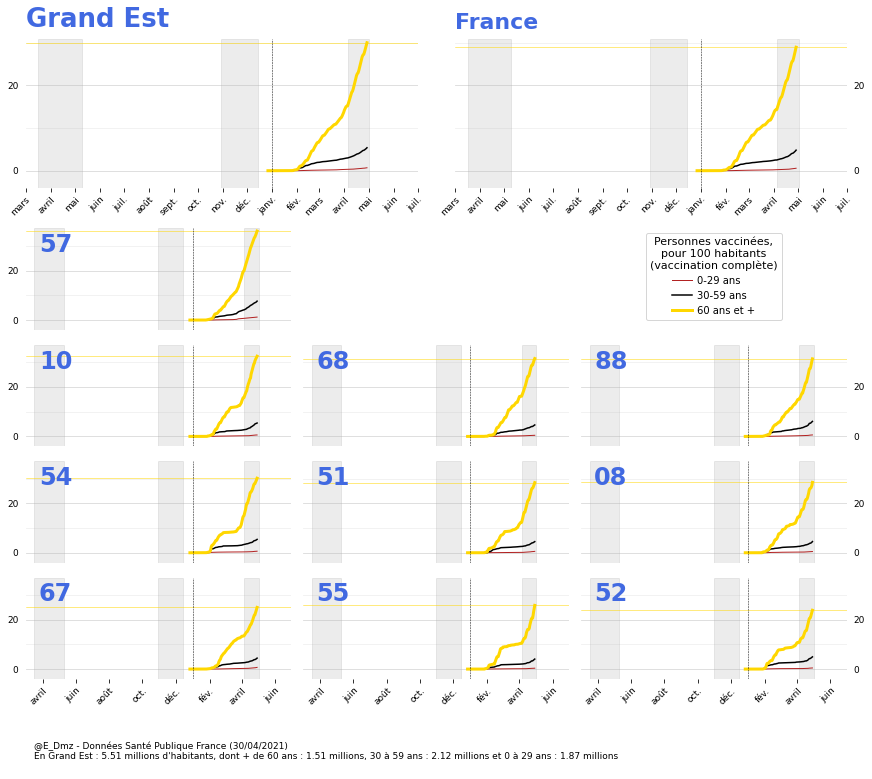 Grand Est
France
20
0
20
0
mars avril mai juin juil. août sept. oct. nov. déc. janv. fév. mars avril mai juin juil.
mars avril mai juin juil. août sept. oct. nov. déc. janv. fév. mars avril mai juin juil.
57
20
0
Personnes vaccinées,
pour 100 habitants
(vaccination complète)
0-29 ans
30-59 ans
60 ans et +
10
68
88
20
0
20
0
54
51
08
20
0
20
0
67
55
52
20
0
20
0
avril juin août oct. déc. fév. avril juin
avril juin août oct. déc. fév. avril juin
avril juin août oct. déc. fév. avril juin
@E_Dmz - Données Santé Publique France (30/04/2021)
En Grand Est : 5.51 millions d'habitants, dont + de 60 ans : 1.51 millions, 30 à 59 ans : 2.12 millions et 0 à 29 ans : 1.87 millions